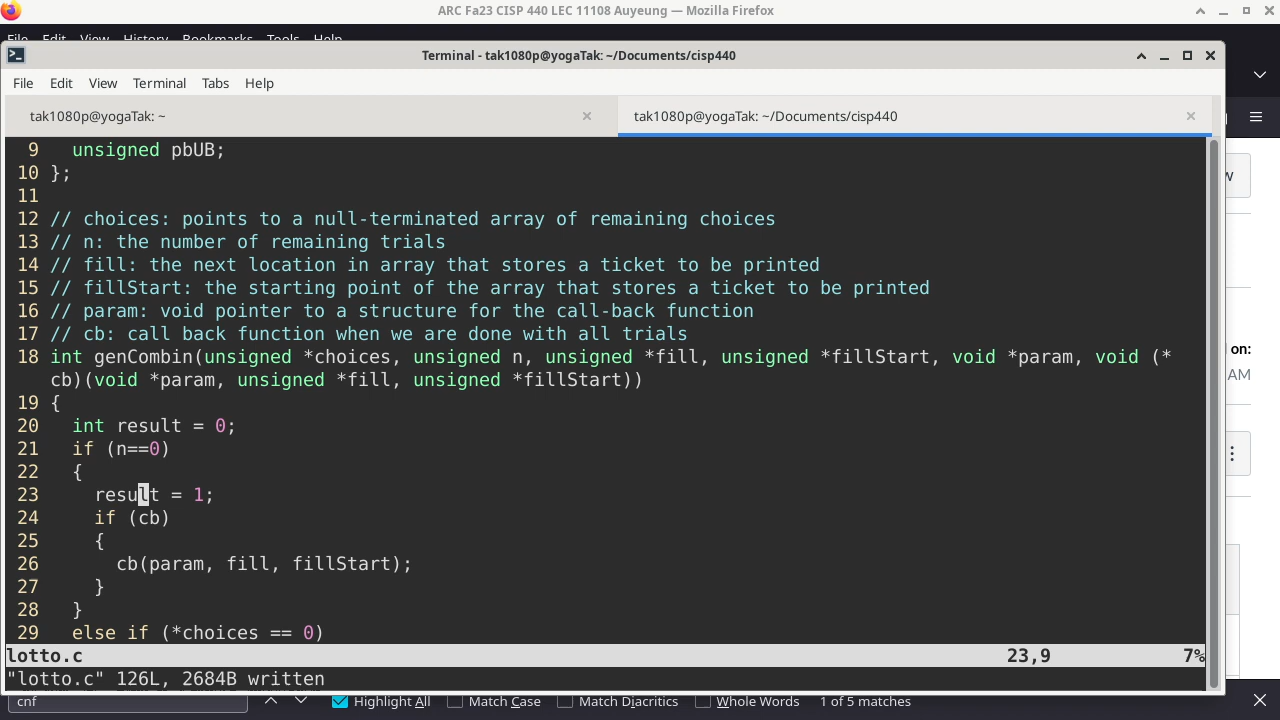 ARC Fa23 CISP 440 LEC 11108 Auyeung — Mozilla Firefox
File Edit View History Bookmarks Tools Help
Terminal - tak1080p@yogaTak: ~/Documents/cisp440
File Edit View Terminal Tabs Help
tak1080p@yogaTak: ~
tak1080p@yogaTak: ~/Documents/cisp440
9   unsigned pbUB;
10 };
11
12 // choices: points to a null-terminated array of remaining choices
13 // n: the number of remaining trials
14 // fill: the next location in array that stores a ticket to be printed
15 // fillStart: the starting point of the array that stores a ticket to be printed
16 // param: void pointer to a structure for the call-back function
17 // cb: call back function when we are done with all trials
18 int genCombin(unsigned *choices, unsigned n, unsigned *fill, unsigned *fillStart, void *param, void (*
cb)(void *param, unsigned *fill, unsigned *fillStart))
19 {
20   int result = 0;
21   if (n==0)
22   {
23     result = 1;
24     if (cb)
25     {
26       cb(param, fill, fillStart);
27     }
28   }
29   else if (*choices == 0)
lotto.c 23,9 7%
"lotto.c" 126L, 2684B written
on:
AM
cnf Highlight All Match Case Match Diacritics Whole Words 1 of 5 matches